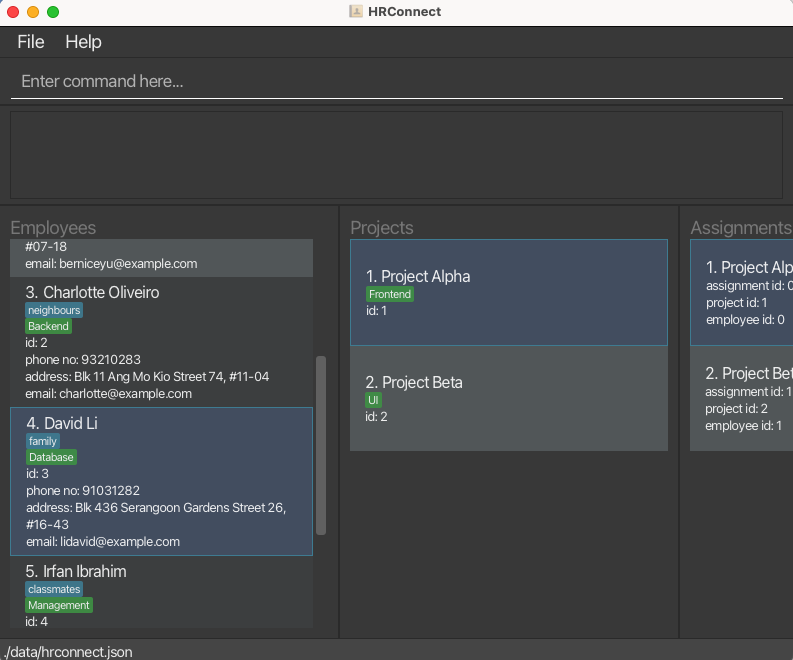 HRConnect
File Help
Enter command here...
Employees
#07-18
email: berniceyu@example.com
3. Charlotte Oliveiro
neighbours
Backend
id: 2
phone no: 93210283
address: Blk 11 Ang Mo Kio Street 74, #11-04
email: charlotte@example.com
4. David Li
family
Database
id: 3
phone no: 91031282
address: Blk 436 Serangoon Gardens Street 26,
#16-43
email: lidavid@example.com
5. Irfan Ibrahim
classmates
Management
id: 4
Projects
1. Project Alpha
Frontend
id: 1
2. Project Beta
UI
id: 2
Assignments
1. Project Alp
assignment id: 0
project id: 1
employee id: 0
2. Project Bet
assignment id: 1
project id: 2
employee id: 1
./data/hrconnect.json